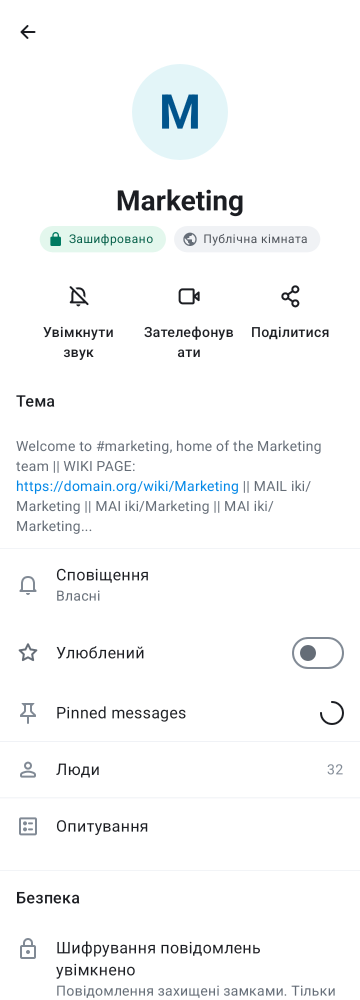 M
Marketing
Зашифровано
Публічна кімната
Увімкнути
звук
Зателефонув
ати
Поділитися
Тема
Welcome to #marketing, home of the Marketing
team || WIKI PAGE:
https://domain.org/wiki/Marketing || MAIL iki/
Marketing || MAI iki/Marketing || MAI iki/
Marketing...
Сповіщення
Власні
Улюблений
Pinned messages
Люди
32
Опитування
Безпека
Шифрування повідомлень
увімкнено
Повідомлення захищені замками. Тільки